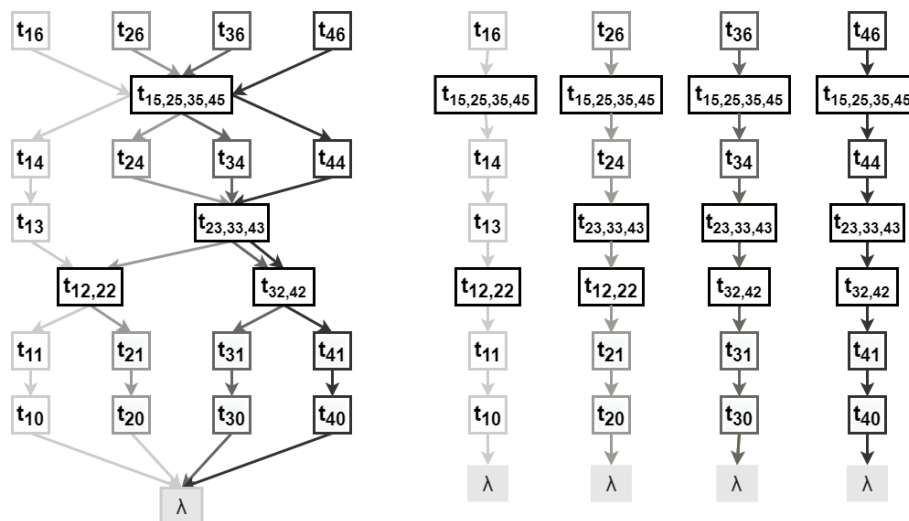 t16 t26 t36 t46 t16 t26 t36 t46
t15,25,35,45 t15,25,35,45 t15,25,35,45 t15,25,35,45 t15,25,35,45
t14 t24 t34 t44 t14 t24 t34 t44
t13 t23,33,43 t13 t23,33,43 t23,33,43 t23,33,43
t12,22 t32,42 t12,22 t12,22 t32,42 t32,42
t11 t21 t31 t41 t11 t21 t31 t41
t10 t20 t30 t40 t10 t20 t30 t40
λ λ λ λ λ